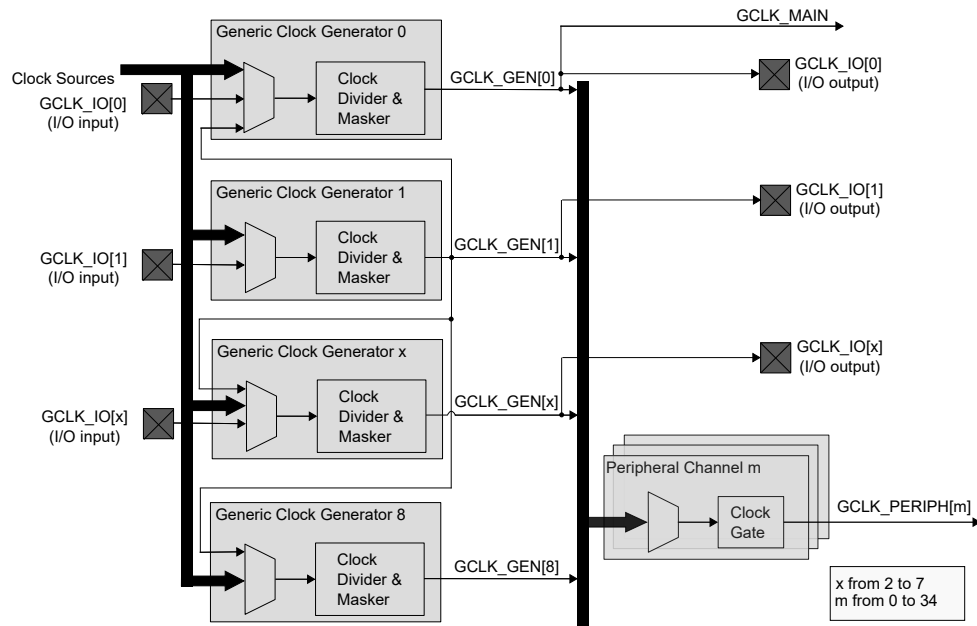 Generic Clock Generator 0
GCLK_MAIN
Clock Sources
GCLK_IO[0]
(I/O input)
Clock
Divider &
Masker
GCLK_GEN[0]
GCLK_IO[0]
(I/O output)
Generic Clock Generator 1
GCLK_IO[1]
(I/O input)
Clock
Divider &
Masker
GCLK_GEN[1]
GCLK_IO[1]
(I/O output)
Generic Clock Generator x
GCLK_IO[x]
(I/O input)
Clock
Divider &
Masker
GCLK_GEN[x]
GCLK_IO[x]
(I/O output)
Generic Clock Generator 8
Clock
Divider &
Masker
GCLK_GEN[8]
Peripheral Channel m
Clock
Gate
GCLK_PERIPH[m]
x from 2 to 7
m from 0 to 34